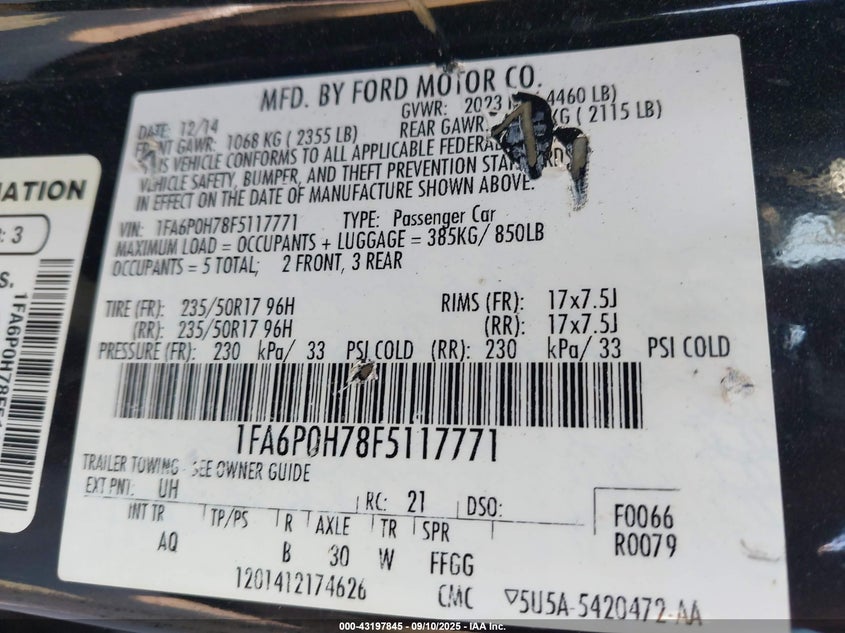 MFD. BY FORD MOTOR CO.
DATE: 12/14 GVWR: 2023 4460 LB)
FRONT GAWR: 1068 KG ( 2355 LB) REAR GAWR: KG ( 2115 LB)
THIS VEHICLE CONFORMS TO ALL APPLICABLE FEDERAL
VEHICLE SAFETY, BUMPER, AND THEFT PREVENTION STANDARDS
IN EFFECT ON THE DATE OF MANUFACTURE SHOWN ABOVE.
VIN: 1FA6P0H78F5117771 TYPE: Passenger Car
MAXIMUM LOAD = OCCUPANTS + LUGGAGE = 385KG/ 850LB
OCCUPANTS = 5 TOTAL; 2 FRONT, 3 REAR
TIRE (FR): 235/50R17 96H RIMS (FR): 17x7.5J
(RR): 235/50R17 96H (RR): 17x7.5J
PRESSURE (FR): 230 kPa/ 33 PSI COLD (RR): 230 kPa/ 33 PSI COLD
1FA6P0H78F5117771
TRAILER TOWING - SEE OWNER GUIDE
EXT PNT: UH RC: 21 DSO:
INT TR TP/PS R AXLE TR SPR F0066
AQ B 30 W FFGG R0079
1201412174626 CMC ▽5U5A-5420472-AA
: 3
S.
000-43197845 - 09/10/2025 - IAA Inc.